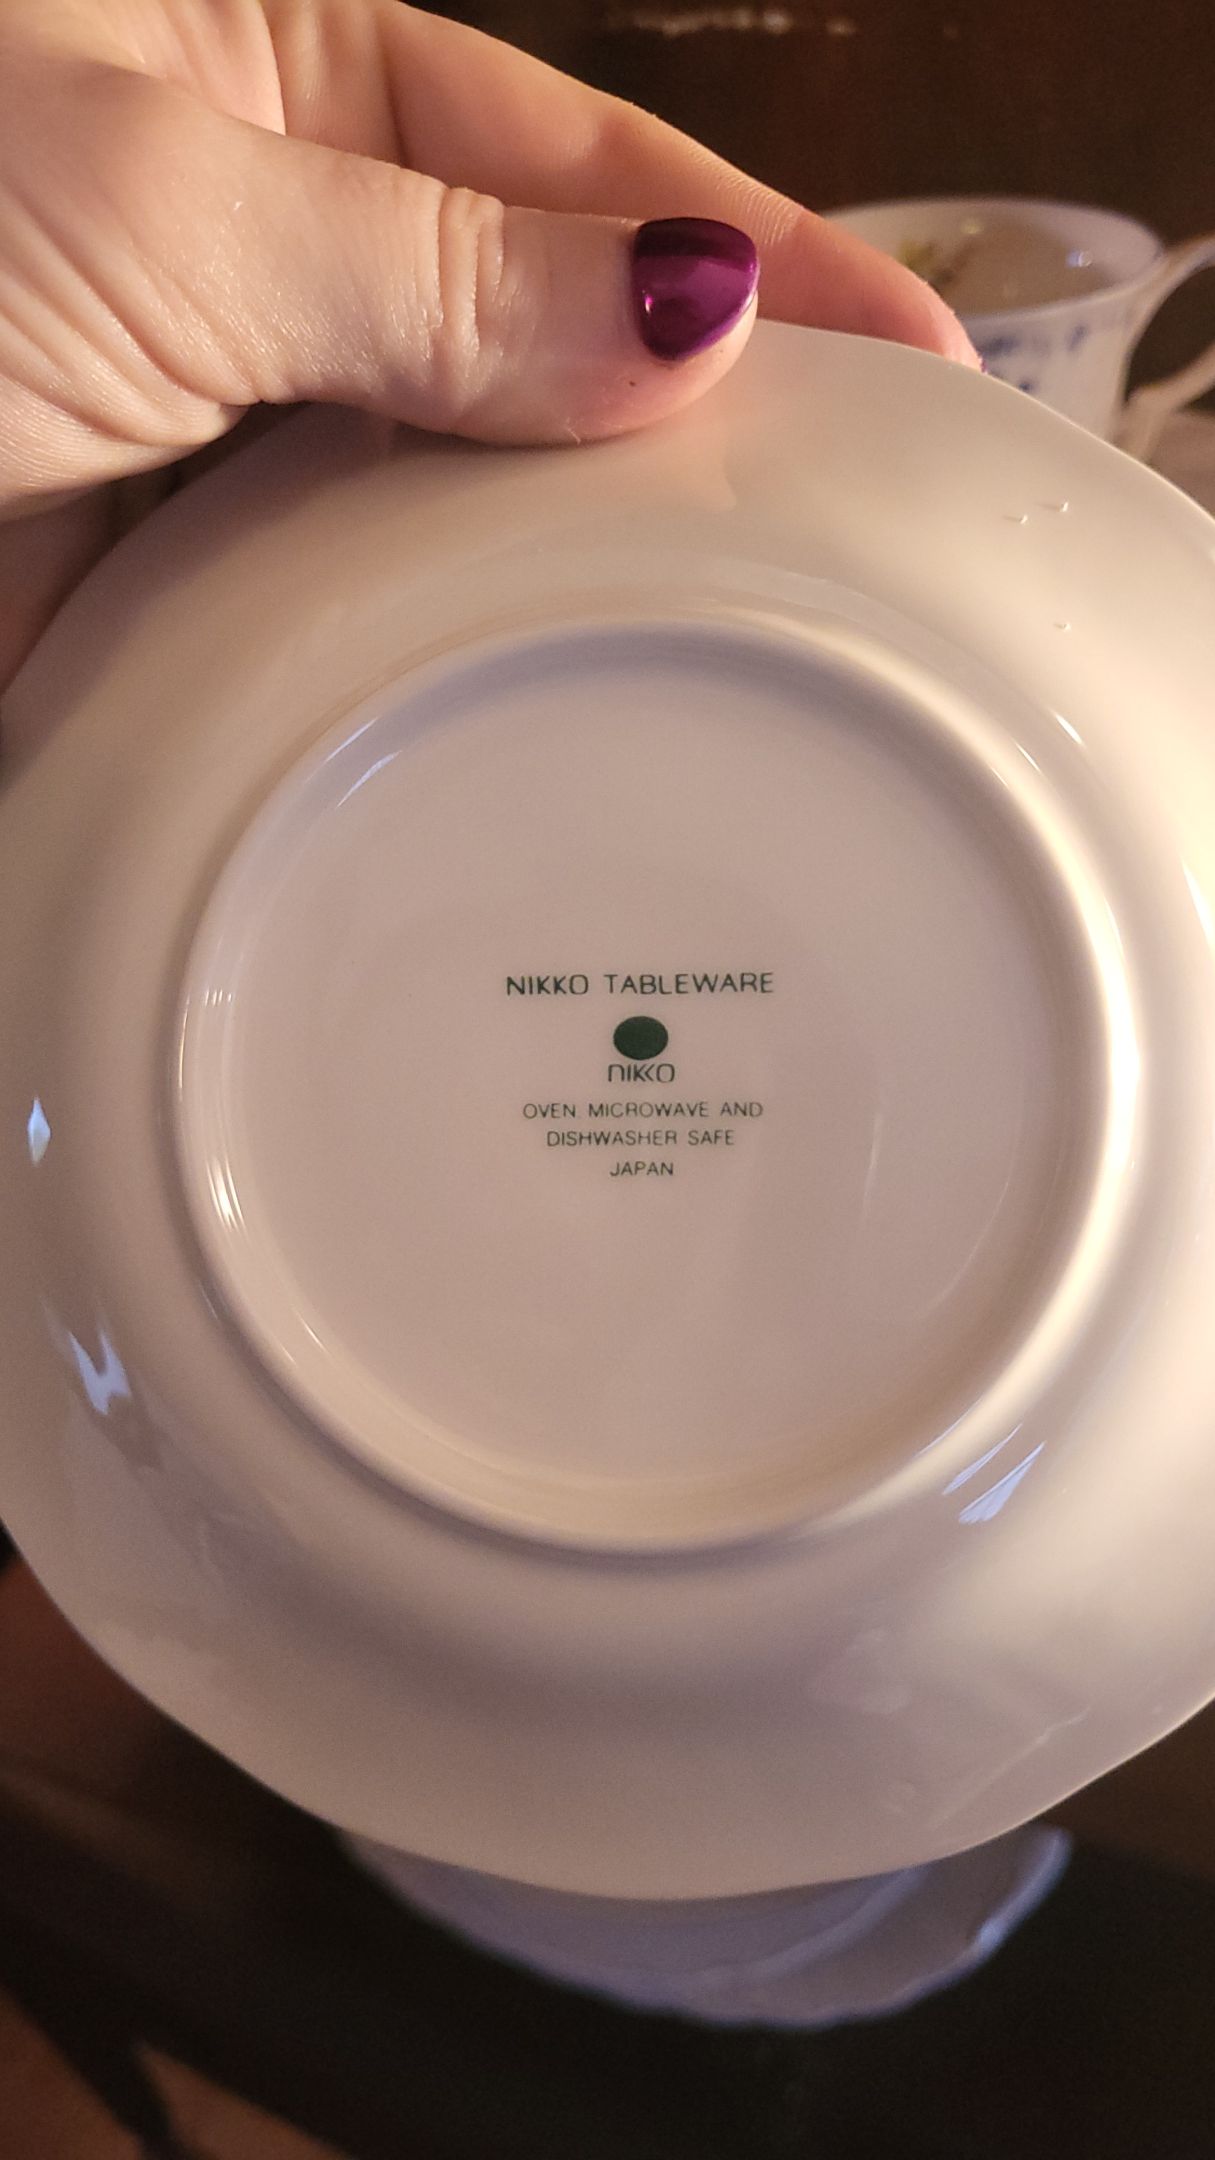 NIKKO TABLEWARE
nikko
OVEN. MICROWAVE AND
DISHWASHER SAFE
JAPAN